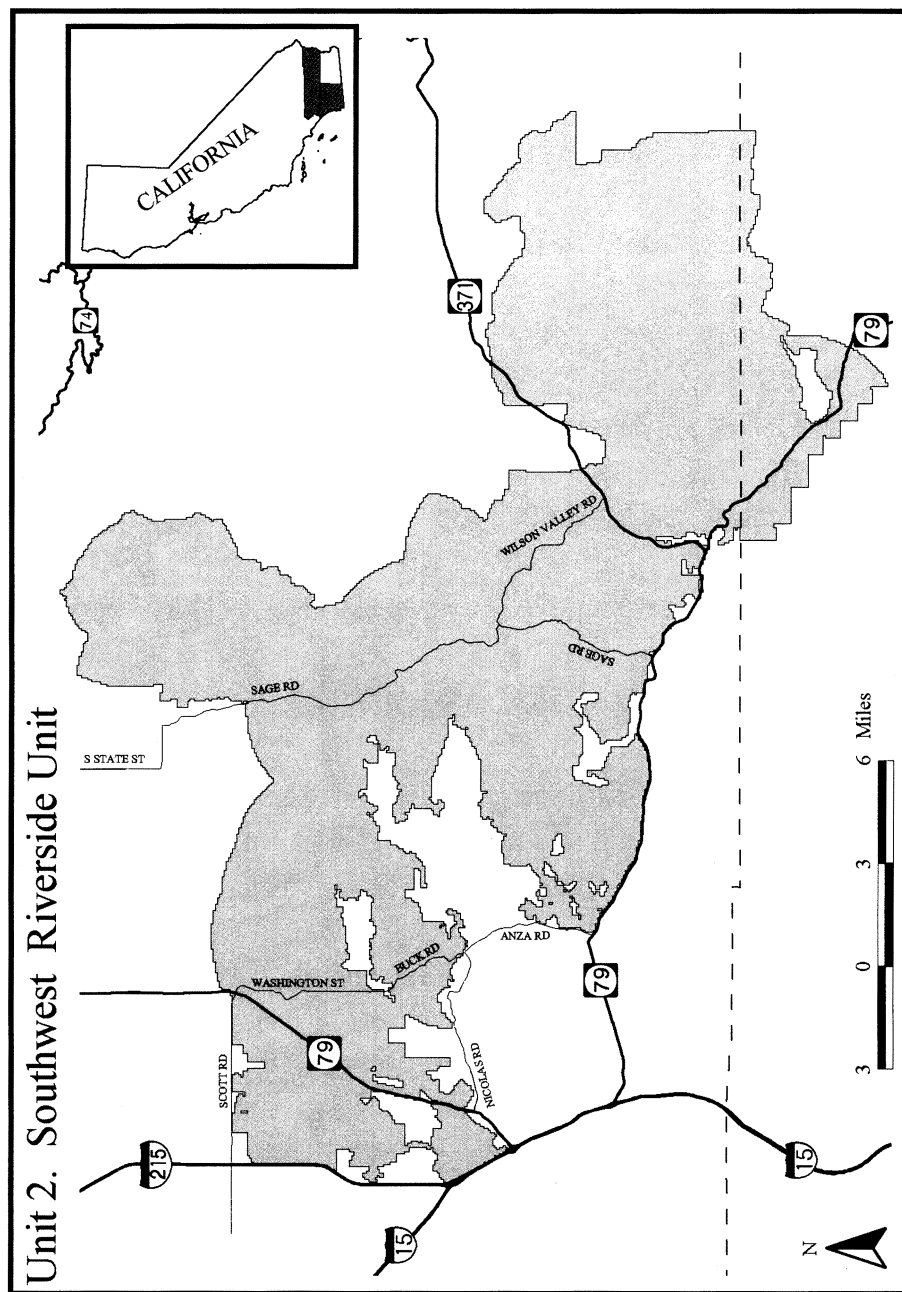 Unit 2. Southwest Riverside Unit
CALIFORNIA
74
371
79
S STATE ST
SAGE RD
WILSON VALLEY RD
SAGE RD
SCOTT RD
WASHINGTON ST
BUCK RD
ANZA RD
NICOLAS RD
215
79
79
15
15
N
3 0 3 6 Miles